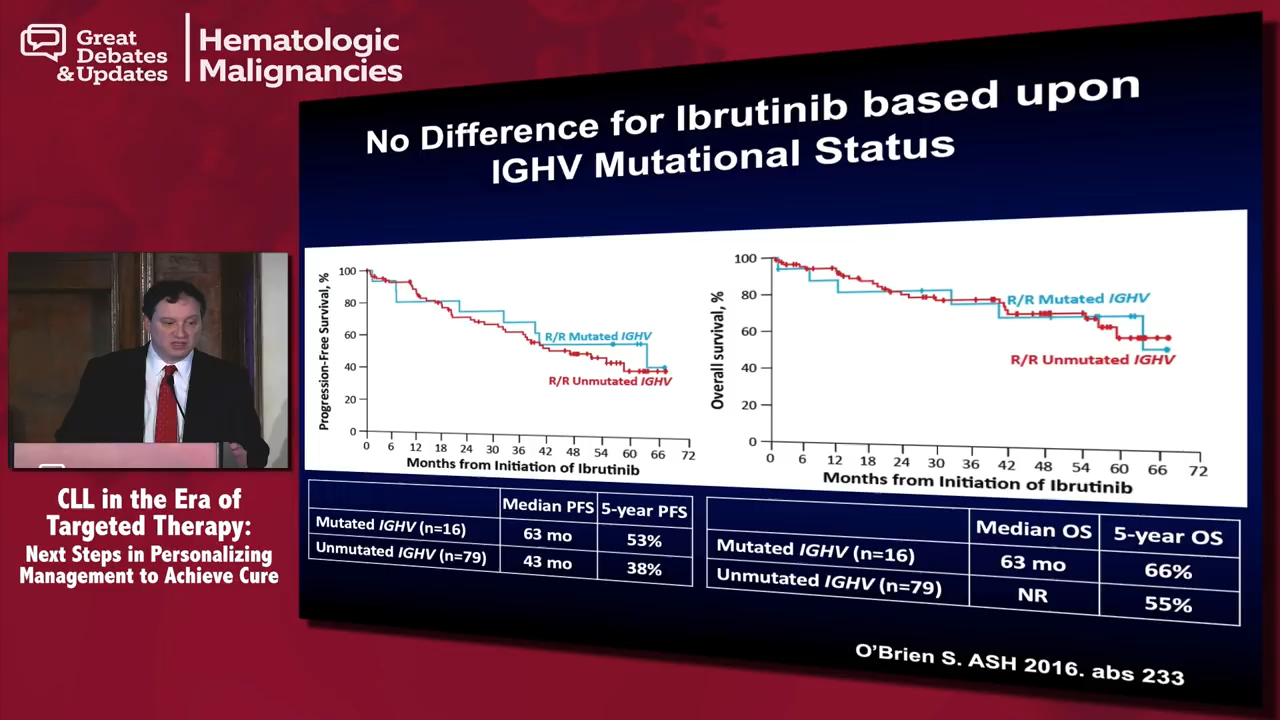 Great
Debates
& Updates
Hematologic
Malignancies
No Difference for Ibrutinib based upon
IGHV Mutational Status
Progression-Free Survival, %
100
80
60
40
20
0
R/R Mutated IGHV
R/R Unmutated IGHV
0 6 12 18 24 30 36 42 48 54 60 66 72
Months from Initiation of Ibrutinib
Overall survival, %
100
80
60
40
20
0
R/R Mutated IGHV
R/R Unmutated IGHV
0 6 12 18 24 30 36 42 48 54 60 66 72
Months from Initiation of Ibrutinib
Median PFS 5-year PFS
Mutated IGHV (n=16) 63 mo 53%
Unmutated IGHV (n=79) 43 mo 38%
Median OS 5-year OS
Mutated IGHV (n=16) 63 mo 66%
Unmutated IGHV (n=79) NR 55%
O'Brien S. ASH 2016. abs 233
CLL in the Era of
Targeted Therapy:
Next Steps in Personalizing
Management to Achieve Cure